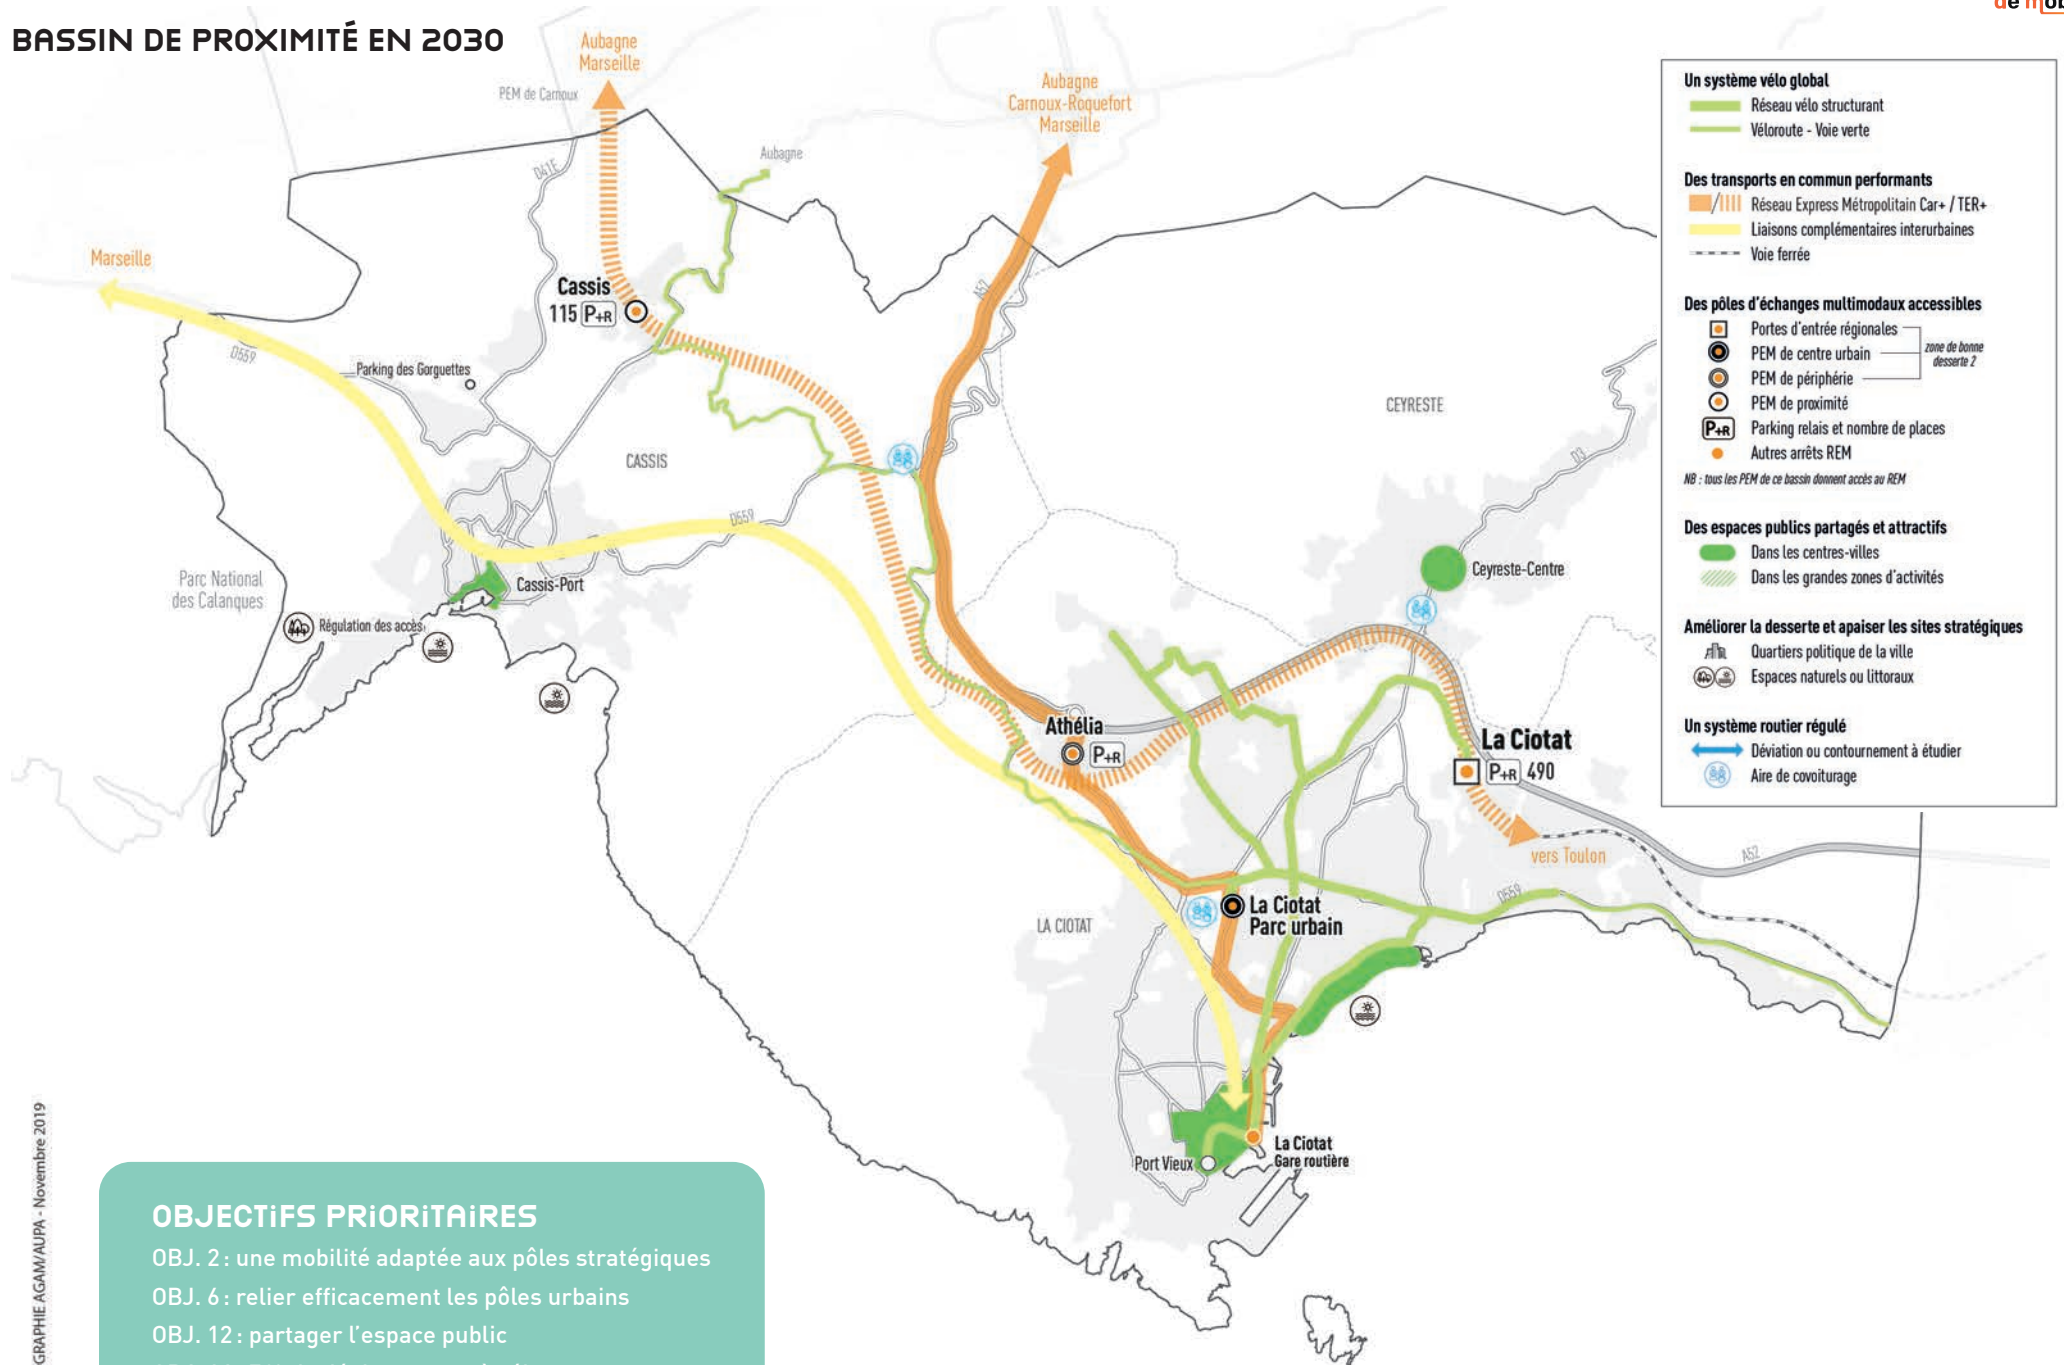 de mob
BASSIN DE PROXIMITÉ EN 2030
Aubagne
Marseille
PEM de Carnoux
Aubagne
Carnoux-Roquefort
Marseille
Aubagne
D41E
Marseille
D559
A52
Cassis
115 P+R
Parking des Gorguettes
CASSIS
CEYRESTE
D3
D559
Ceyreste-Centre
Parc National
des Calanques
Cassis-Port
Régulation des accès
Athélia
P+R
La Ciotat
P+R 490
vers Toulon
A52
D559
LA CIOTAT
La Ciotat
Parc urbain
Port Vieux
La Ciotat
Gare routière
Un système vélo global
Réseau vélo structurant
Véloroute - Voie verte
Des transports en commun performants
Réseau Express Métropolitain Car+ / TER+
Liaisons complémentaires interurbaines
Voie ferrée
Des pôles d'échanges multimodaux accessibles
Portes d'entrée régionales
PEM de centre urbain
zone de bonne
desserte 2
PEM de périphérie
PEM de proximité
P+R Parking relais et nombre de places
Autres arrêts REM
NB : tous les PEM de ce bassin donnent accès au REM
Des espaces publics partagés et attractifs
Dans les centres-villes
Dans les grandes zones d'activités
Améliorer la desserte et apaiser les sites stratégiques
Quartiers politique de la ville
Espaces naturels ou littoraux
Un système routier régulé
Déviation ou contournement à étudier
Aire de covoiturage
OBJECTIFS PRIORITAIRES
OBJ. 2 : une mobilité adaptée aux pôles stratégiques
OBJ. 6 : relier efficacement les pôles urbains
OBJ. 12 : partager l'espace public
GRAPHIE AGAM/AUPA - Novembre 2019